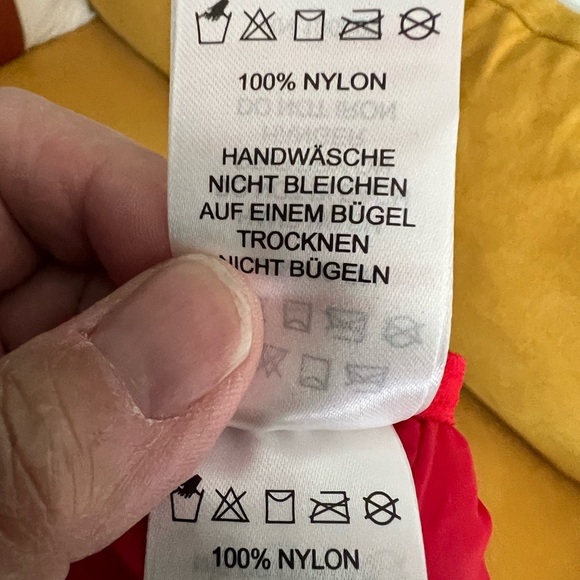 100% NYLON
HANDWÄSCHE
NICHT BLEICHEN
AUF EINEM BÜGEL
TROCKNEN
NICHT BÜGELN
100% NYLON